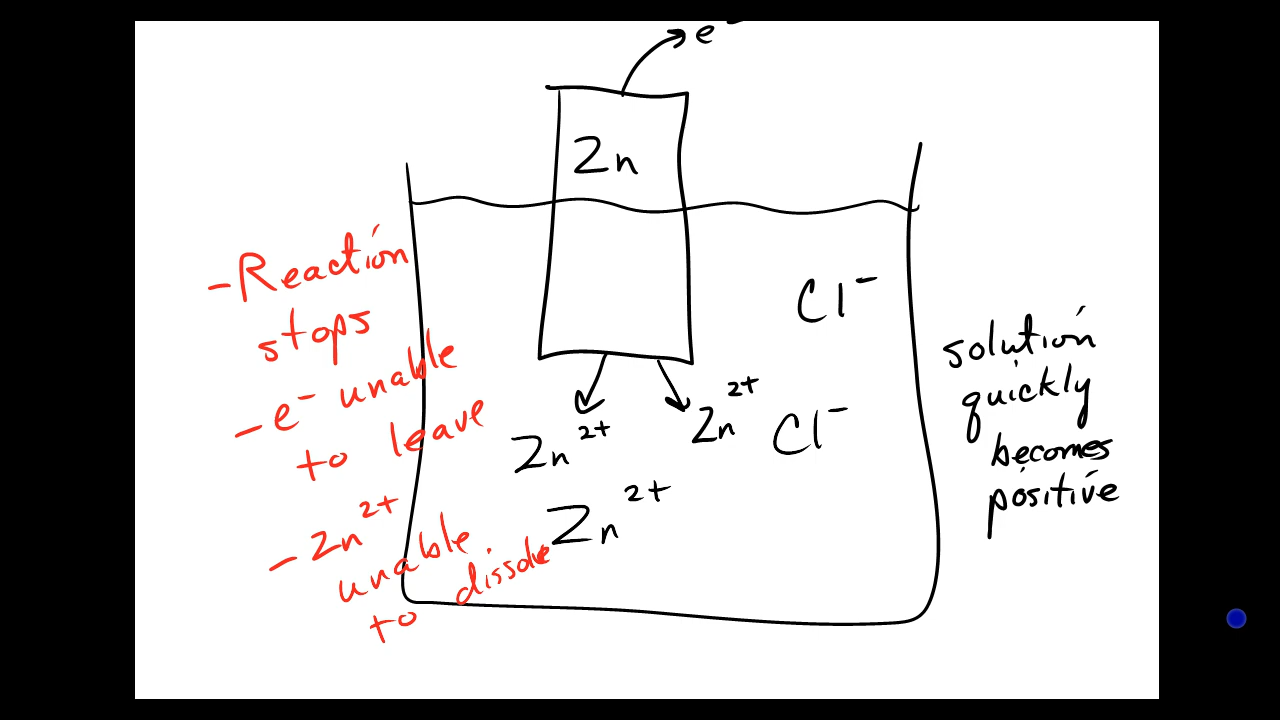 e⁻
Zn
- Reaction
stops
- e⁻ unable
to leave
- Zn²⁺
unable
to dissolve
Cl⁻
Zn²⁺
Zn²⁺
Cl⁻
Zn²⁺
solution
quickly
becomes
positive